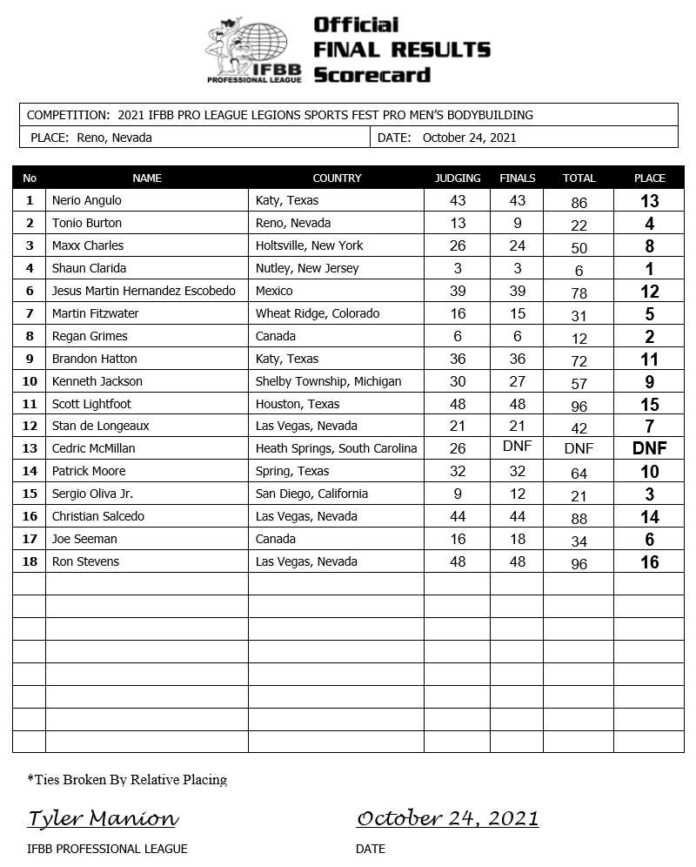 Official
FINAL RESULTS
Scorecard
IFBB
PROFESSIONAL LEAGUE
COMPETITION: 2021 IFBB PRO LEAGUE LEGIONS SPORTS FEST PRO MEN'S BODYBUILDING
PLACE: Reno, Nevada DATE: October 24, 2021
No NAME COUNTRY JUDGING FINALS TOTAL PLACE
1 Nerio Angulo Katy, Texas 43 43 86 13
2 Tonio Burton Reno, Nevada 13 9 22 4
3 Maxx Charles Holtsville, New York 26 24 50 8
4 Shaun Clarida Nutley, New Jersey 3 3 6 1
6 Jesus Martin Hernandez Escobedo Mexico 39 39 78 12
7 Martin Fitzwater Wheat Ridge, Colorado 16 15 31 5
8 Regan Grimes Canada 6 6 12 2
9 Brandon Hatton Katy, Texas 36 36 72 11
10 Kenneth Jackson Shelby Township, Michigan 30 27 57 9
11 Scott Lightfoot Houston, Texas 48 48 96 15
12 Stan de Longeaux Las Vegas, Nevada 21 21 42 7
13 Cedric McMillan Heath Springs, South Carolina 26 DNF DNF DNF
14 Patrick Moore Spring, Texas 32 32 64 10
15 Sergio Oliva Jr. San Diego, California 9 12 21 3
16 Christian Salcedo Las Vegas, Nevada 44 44 88 14
17 Joe Seeman Canada 16 18 34 6
18 Ron Stevens Las Vegas, Nevada 48 48 96 16
*Ties Broken By Relative Placing
Tyler Manion October 24, 2021
IFBB PROFESSIONAL LEAGUE DATE